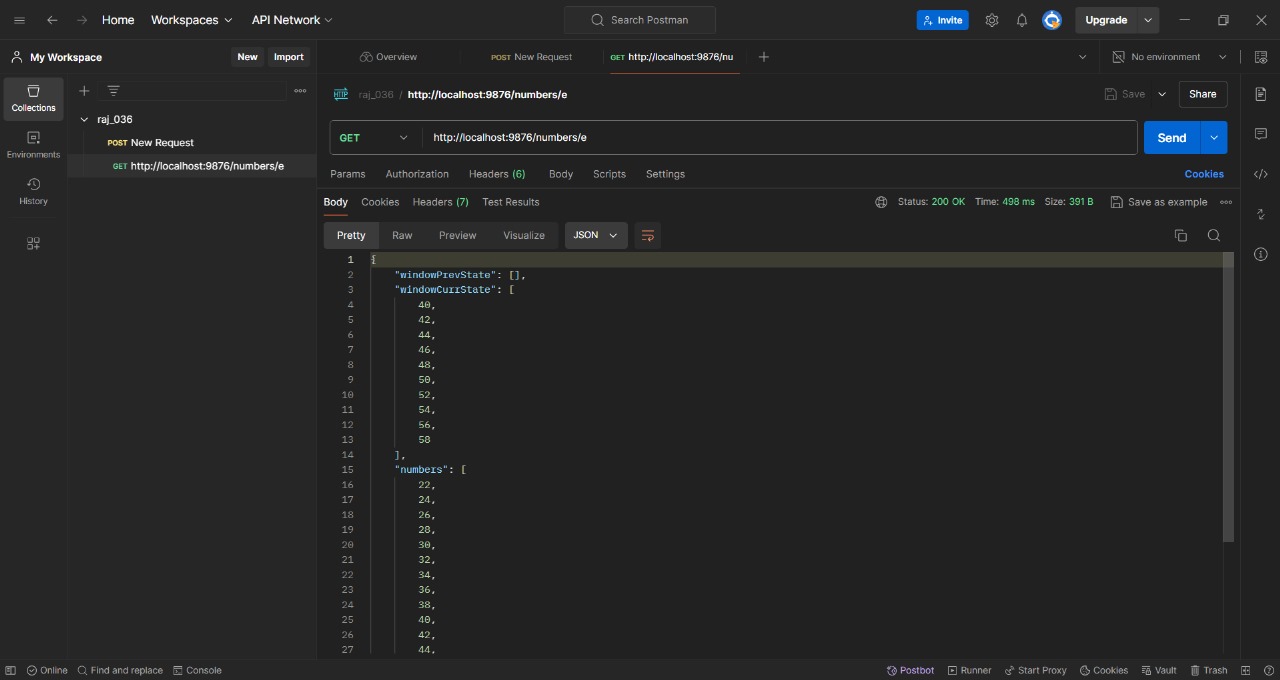 Home Workspaces API Network Search Postman Invite Upgrade
My Workspace New Import Overview POST New Request GET http://localhost:9876/nu No environment
Collections
Environments
History
raj_036
POST New Request
GET http://localhost:9876/numbers/e
HTTP raj_036 / http://localhost:9876/numbers/e Save Share
GET http://localhost:9876/numbers/e Send
Params Authorization Headers (6) Body Scripts Settings Cookies
Body Cookies Headers (7) Test Results Status: 200 OK Time: 498 ms Size: 391 B Save as example
Pretty Raw Preview Visualize JSON
1 {
2 "windowPrevState": [],
3 "windowCurrState": [
4 40,
5 42,
6 44,
7 46,
8 48,
9 50,
10 52,
11 54,
12 56,
13 58
14 ],
15 "numbers": [
16 22,
17 24,
18 26,
19 28,
20 30,
21 32,
22 34,
23 36,
24 38,
25 40,
26 42,
27 44,
Online Find and replace Console Postbot Runner Start Proxy Cookies Vault Trash